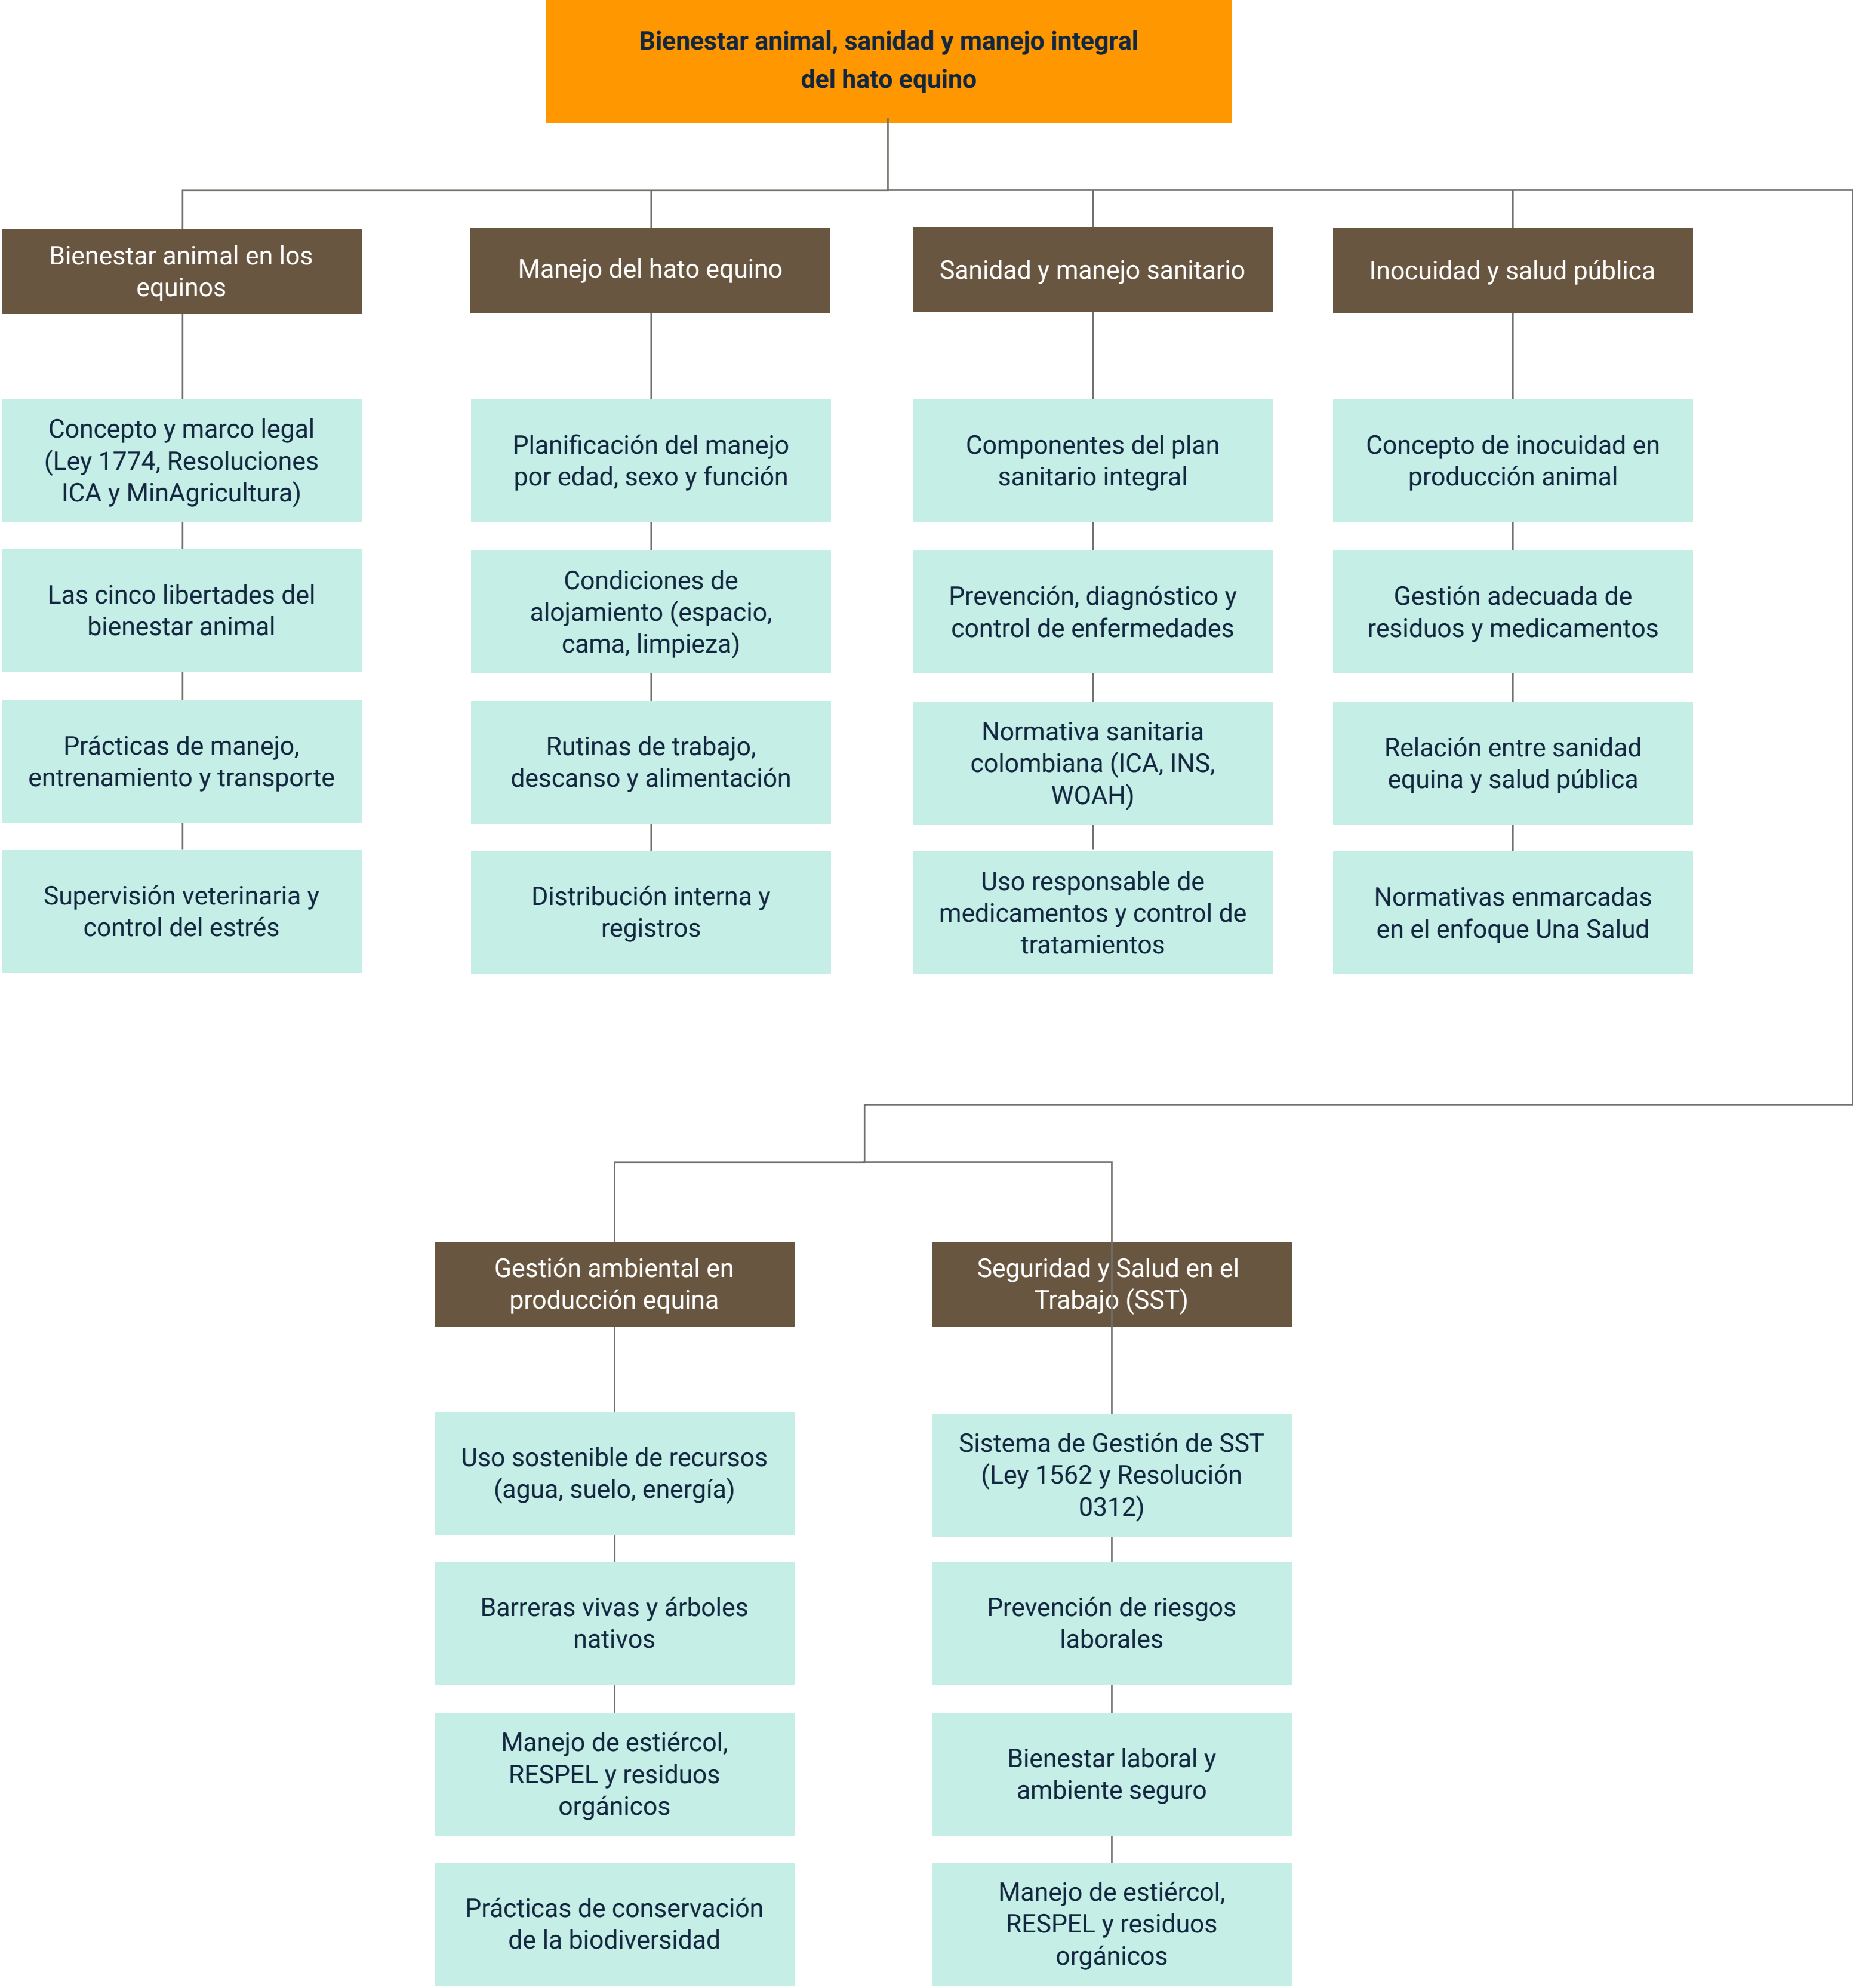 Bienestar animal, sanidad y manejo integral
del hato equino
Bienestar animal en los
equinos
Manejo del hato equino
Sanidad y manejo sanitario
Inocuidad y salud pública
Concepto y marco legal
(Ley 1774, Resoluciones
ICA y MinAgricultura)
Planificación del manejo
por edad, sexo y función
Componentes del plan
sanitario integral
Concepto de inocuidad en
producción animal
Las cinco libertades del
bienestar animal
Condiciones de
alojamiento (espacio,
cama, limpieza)
Prevención, diagnóstico y
control de enfermedades
Gestión adecuada de
residuos y medicamentos
Prácticas de manejo,
entrenamiento y transporte
Rutinas de trabajo,
descanso y alimentación
Normativa sanitaria
colombiana (ICA, INS,
WOAH)
Relación entre sanidad
equina y salud pública
Supervisión veterinaria y
control del estrés
Distribución interna y
registros
Uso responsable de
medicamentos y control de
tratamientos
Normativas enmarcadas
en el enfoque Una Salud
Gestión ambiental en
producción equina
Seguridad y Salud en el
Trabajo (SST)
Uso sostenible de recursos
(agua, suelo, energía)
Sistema de Gestión de SST
(Ley 1562 y Resolución
0312)
Barreras vivas y árboles
nativos
Prevención de riesgos
laborales
Manejo de estiércol,
RESPEL y residuos
orgánicos
Bienestar laboral y
ambiente seguro
Prácticas de conservación
de la biodiversidad
Manejo de estiércol,
RESPEL y residuos
orgánicos